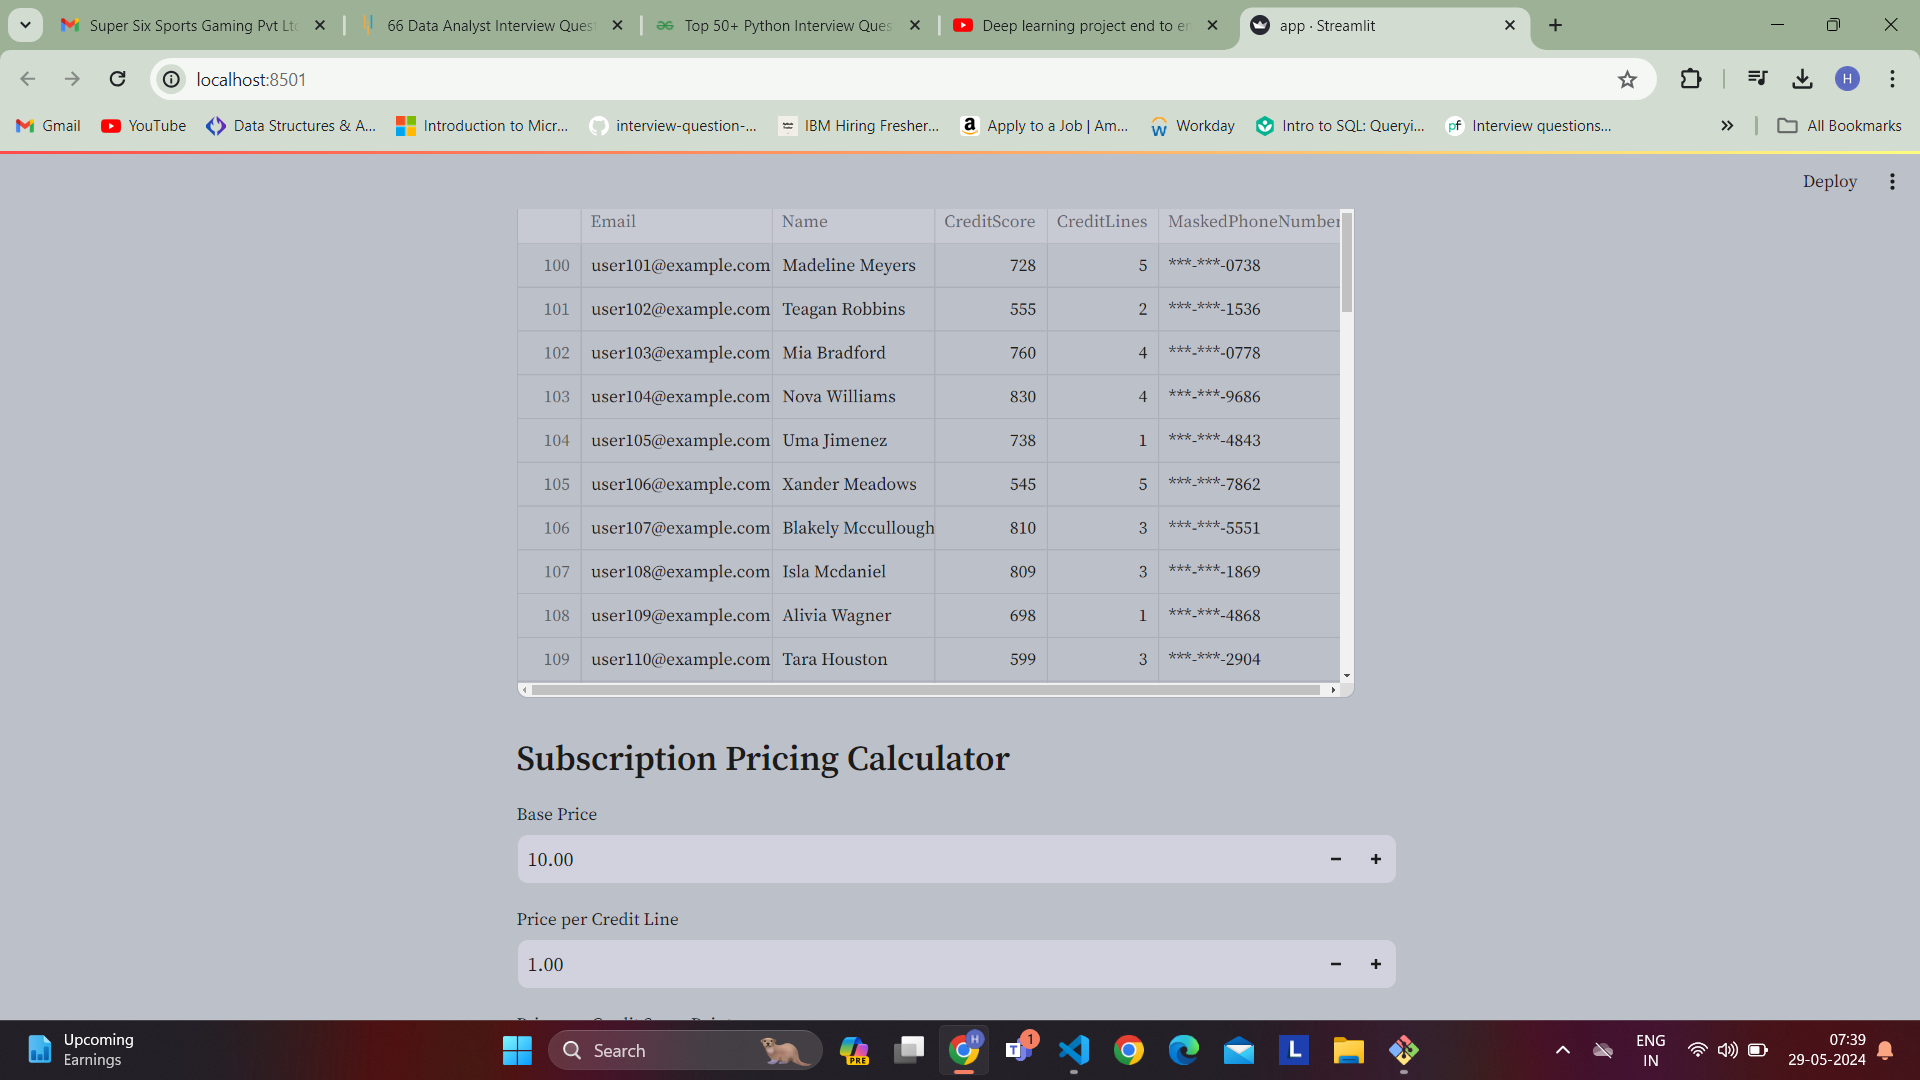 Super Six Sports Gaming Pvt Ltd
66 Data Analyst Interview Quest
Top 50+ Python Interview Ques
Deep learning project end to en
app · Streamlit
localhost:8501
H
Gmail
YouTube
Data Structures & A...
Introduction to Micr...
interview-question-...
IBM Hiring Fresher...
Apply to a Job | Am...
Workday
Intro to SQL: Queryi...
pf
Interview questions...
All Bookmarks
Deploy
Email Name CreditScore CreditLines MaskedPhoneNumber
100 user101@example.com Madeline Meyers 728 5 ***-***-0738
101 user102@example.com Teagan Robbins 555 2 ***-***-1536
102 user103@example.com Mia Bradford 760 4 ***-***-0778
103 user104@example.com Nova Williams 830 4 ***-***-9686
104 user105@example.com Uma Jimenez 738 1 ***-***-4843
105 user106@example.com Xander Meadows 545 5 ***-***-7862
106 user107@example.com Blakely Mccullough 810 3 ***-***-5551
107 user108@example.com Isla Mcdaniel 809 3 ***-***-1869
108 user109@example.com Alivia Wagner 698 1 ***-***-4868
109 user110@example.com Tara Houston 599 3 ***-***-2904
Subscription Pricing Calculator
Base Price
10.00
Price per Credit Line
1.00
Upcoming
Earnings
Search
PRE
H
T
1
L
ENG
IN
07:39
29-05-2024